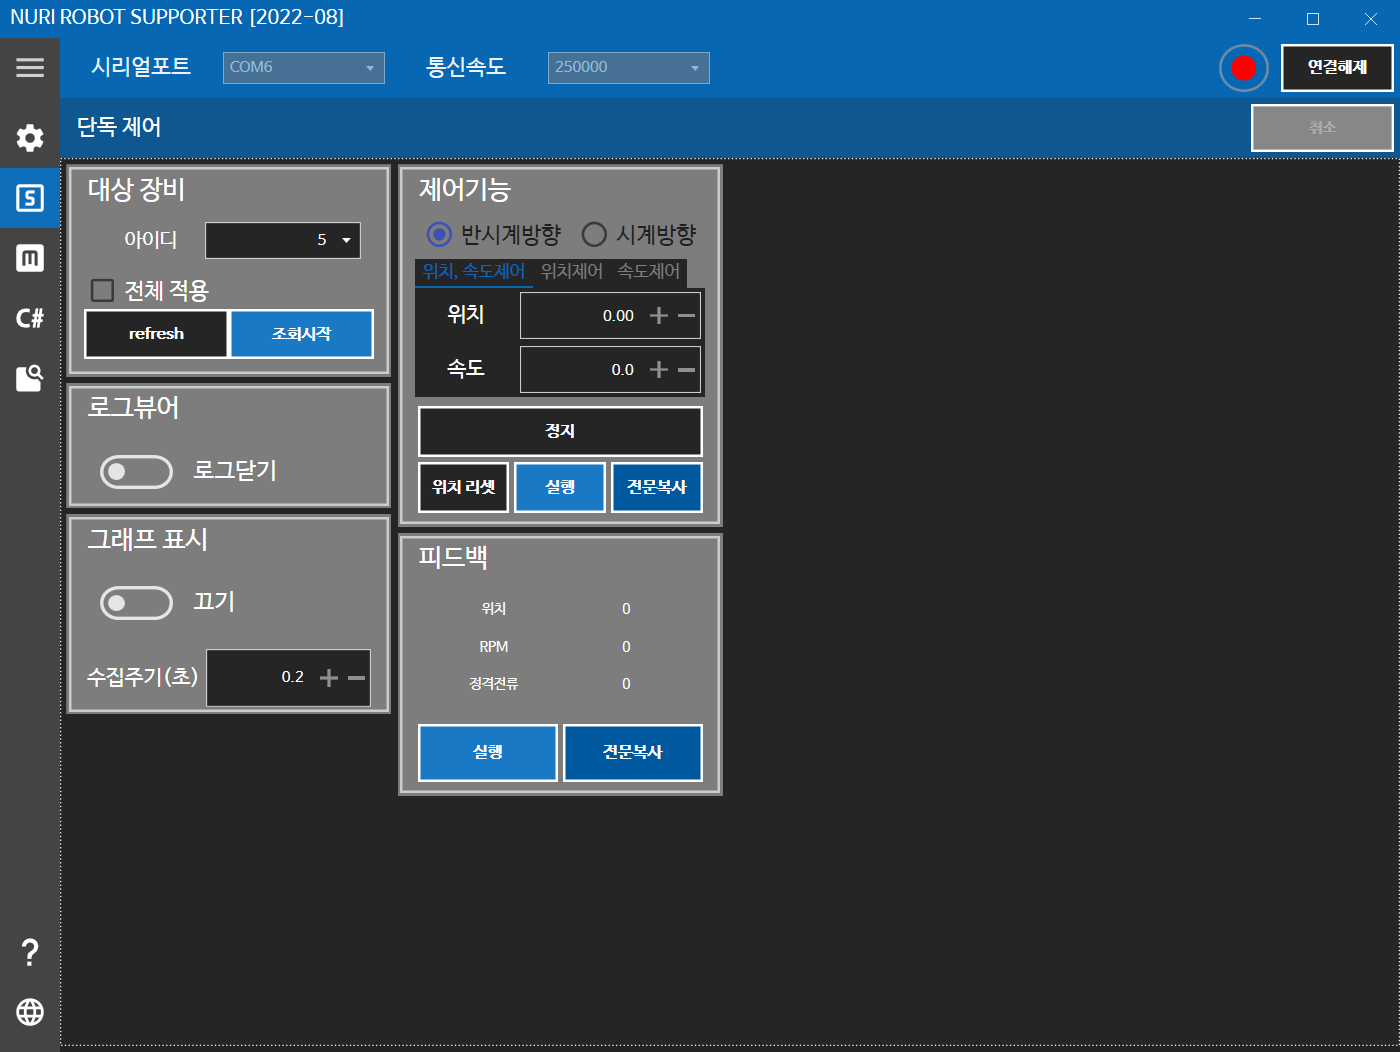 NURI ROBOT SUPPORTER [2022-08]
시리얼포트 COM6 통신속도 250000 연결해제
단독 제어 취소
S
M
C#
?
대상 장비
아이디 5
전체 적용
refresh 조회시작
로그뷰어
로그닫기
그래프 표시
끄기
수집주기(초) 0.2
제어기능
반시계방향 시계방향
위치, 속도제어 위치제어 속도제어
위치 0.00
속도 0.0
정지
위치 리셋 실행 전문복사
피드백
위치 0
RPM 0
정격전류 0
실행 전문복사